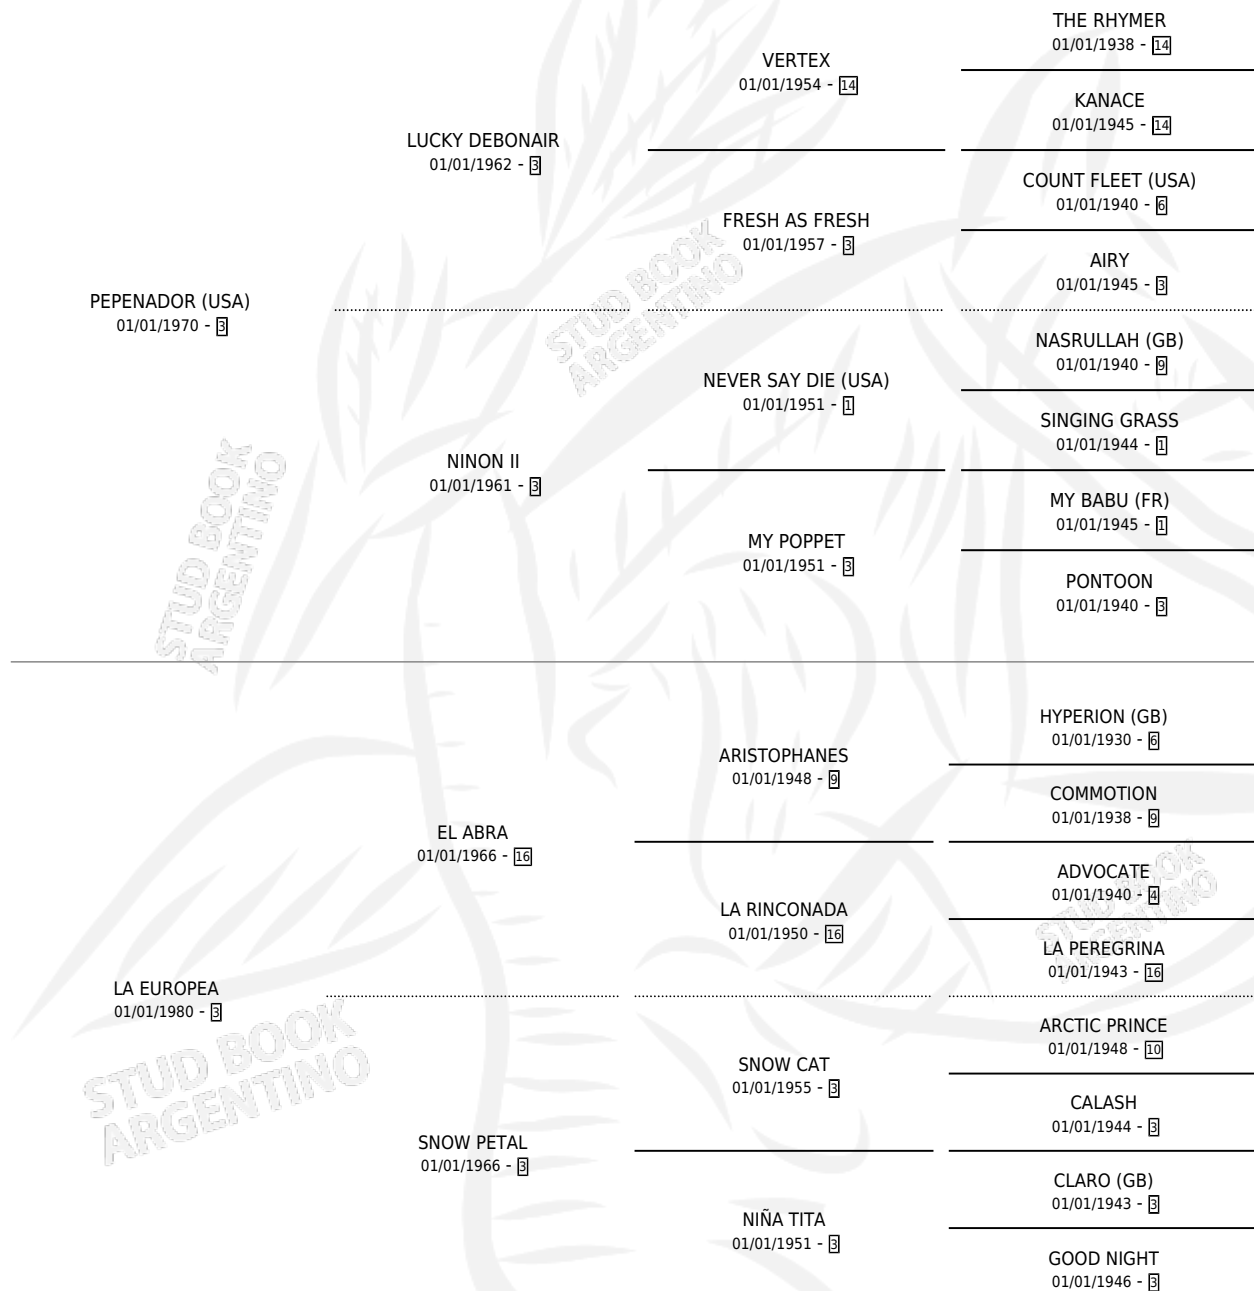 THE RHYMER
01/01/1938 - 14
VERTEX
01/01/1954 - 14
KANACE
01/01/1945 - 14
LUCKY DEBONAIR
01/01/1962 - 3
COUNT FLEET (USA)
01/01/1940 - 6
FRESH AS FRESH
01/01/1957 - 3
AIRY
01/01/1945 - 3
PEPENADOR (USA)
01/01/1970 - 3
NASRULLAH (GB)
01/01/1940 - 9
NEVER SAY DIE (USA)
01/01/1951 - 1
SINGING GRASS
01/01/1944 - 1
NINON II
01/01/1961 - 3
MY BABU (FR)
01/01/1945 - 1
MY POPPET
01/01/1951 - 3
PONTOON
01/01/1940 - 3
HYPERION (GB)
01/01/1930 - 6
ARISTOPHANES
01/01/1948 - 9
COMMOTION
01/01/1938 - 9
EL ABRA
01/01/1966 - 16
ADVOCATE
01/01/1940 - 4
LA RINCONADA
01/01/1950 - 16
LA PEREGRINA
01/01/1943 - 16
LA EUROPEA
01/01/1980 - 3
ARCTIC PRINCE
01/01/1948 - 10
SNOW CAT
01/01/1955 - 3
CALASH
01/01/1944 - 3
SNOW PETAL
01/01/1966 - 3
CLARO (GB)
01/01/1943 - 3
NIÑA TITA
01/01/1951 - 3
GOOD NIGHT
01/01/1946 - 3
STUD BOOK
ARGENTINO
STUD BOOK
ARGENTINO
STUD BOOK
ARGENTINO
STUD BOOK
ARGENTINO